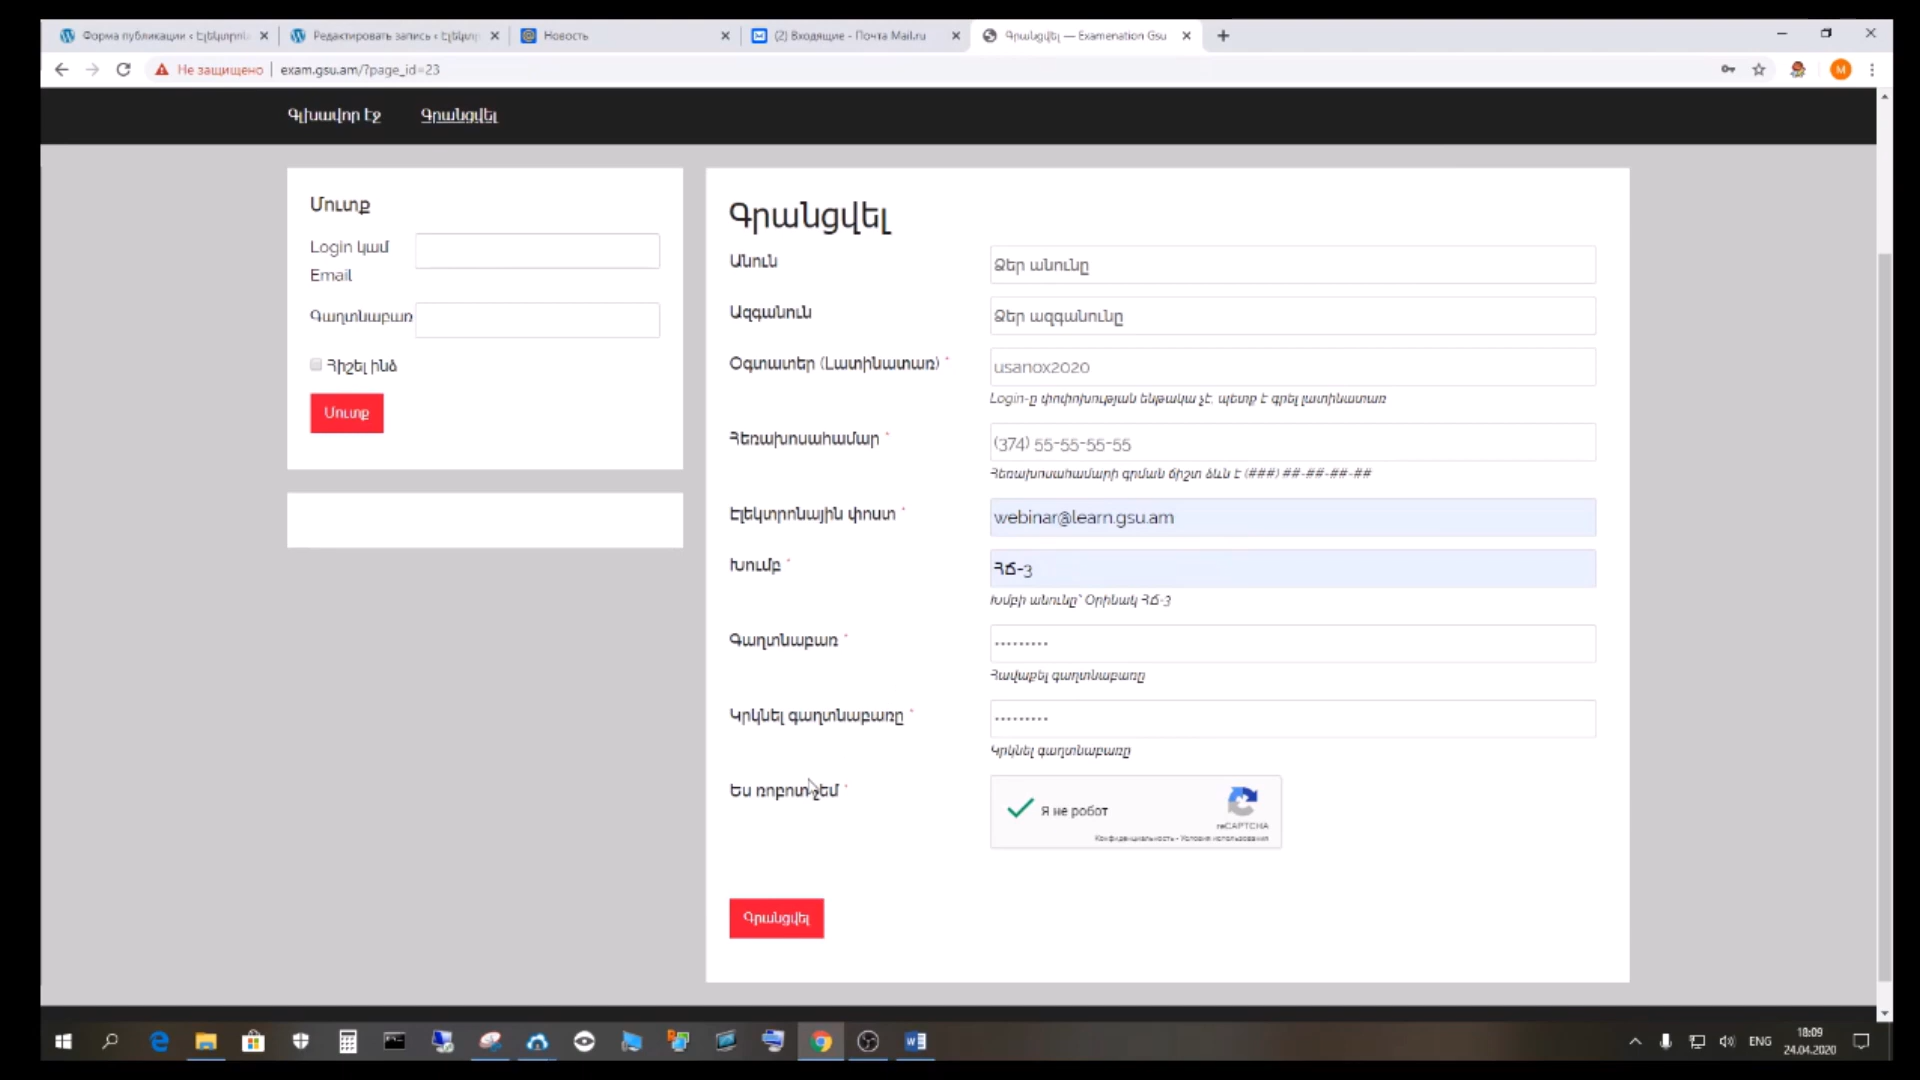 Форма публикации ‹ Էլեկտրոն
Редактировать запись ‹ Էլեկտր
Новость
(2) Входящие - Почта Mail.ru
Գրանցվել — Examenation Gsu
Не защищено
exam.gsu.am/?page_id=23
M
Գլխավոր էջ
Գրանցվել
Մուտք
Login կամ
Email
Գաղտնաբառ
Հիշել ինձ
Մուտք
Գրանցվել
Անուն
Ձեր անունը
Ազգանուն
Ձեր ազգանունը
Օգտատեր (Լատինատառ) *
usanox2020
Login-ը փոփոխության ենթակա չէ. պետք է գրել լատինատառ
Հեռախոսահամար *
(374) 55-55-55-55
Հեռախոսահամարի գրման ճիշտ ձևն է (###) ##-##-##-##
Էլեկտրոնային փոստ *
webinar@learn.gsu.am
Խումբ *
ՀՃ-3
Խմբի անունը՝ Օրինակ ՀՃ-3
Գաղտնաբառ *
Հավաքել գաղտնաբառը
Կրկնել գաղտնաբառը *
Կրկնել գաղտնաբառը
Ես ռոբոտ չեմ *
Я не робот
reCAPTCHA
Конфиденциальность - Условия использования
Գրանցվել
ENG
18:09
24.04.2020